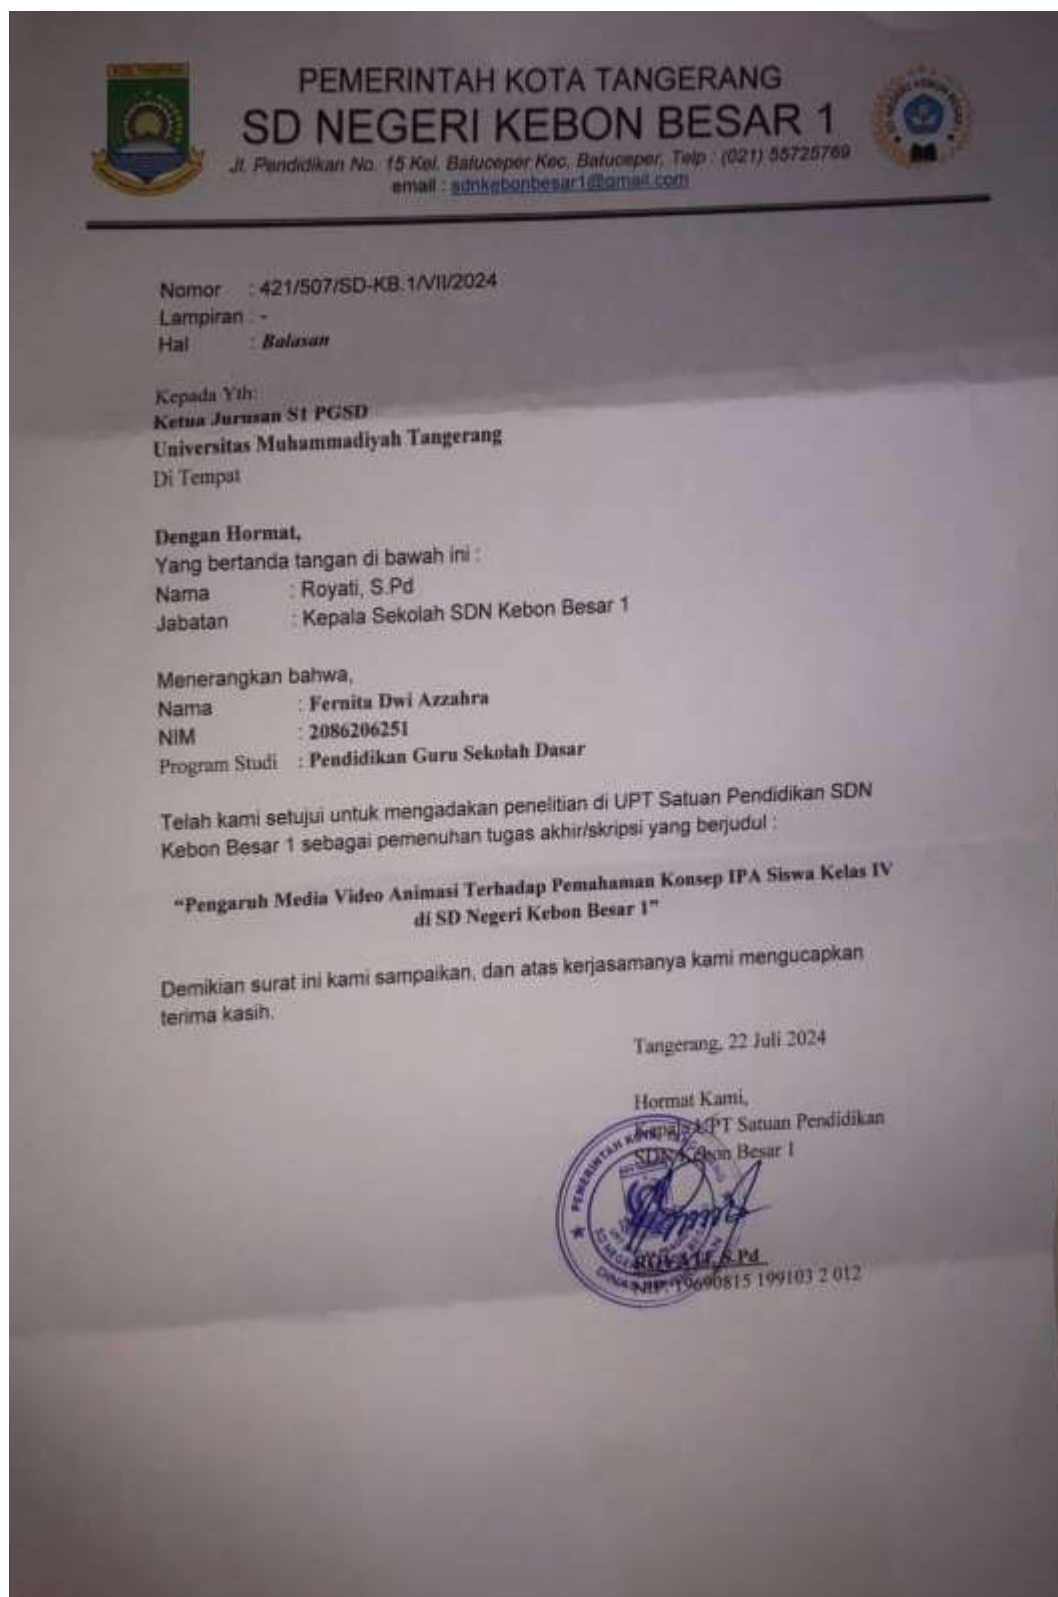 PEMERINTAH KOTA TANGERANG
SD NEGERI KEBON BESAR 1
Jl. Pendidikan No. 15 Kel. Batuceper Kec. Batuceper, Telp : (021) 55725769
email : sdnkebonbesar1@gmail.com
Nomor : 421/507/SD-KB.1/VII/2024
Lampiran : -
Hal : Balasan
Kepada Yth:
Ketua Jurusan S1 PGSD
Universitas Muhammadiyah Tangerang
Di Tempat
Dengan Hormat,
Yang bertanda tangan di bawah ini :
Nama : Royati, S.Pd
Jabatan : Kepala Sekolah SDN Kebon Besar 1
Menerangkan bahwa,
Nama : Fernita Dwi Azzahra
NIM : 2086206251
Program Studi : Pendidikan Guru Sekolah Dasar
Telah kami setujui untuk mengadakan penelitian di UPT Satuan Pendidikan SDN
Kebon Besar 1 sebagai pemenuhan tugas akhir/skripsi yang berjudul :
“Pengaruh Media Video Animasi Terhadap Pemahaman Konsep IPA Siswa Kelas IV
di SD Negeri Kebon Besar 1”
Demikian surat ini kami sampaikan, dan atas kerjasamanya kami mengucapkan
terima kasih.
Tangerang, 22 Juli 2024
Hormat Kami,
Kepala UPT Satuan Pendidikan
SDN Kebon Besar 1
ROYATI, S.Pd
NIP. 19690815 199103 2 012